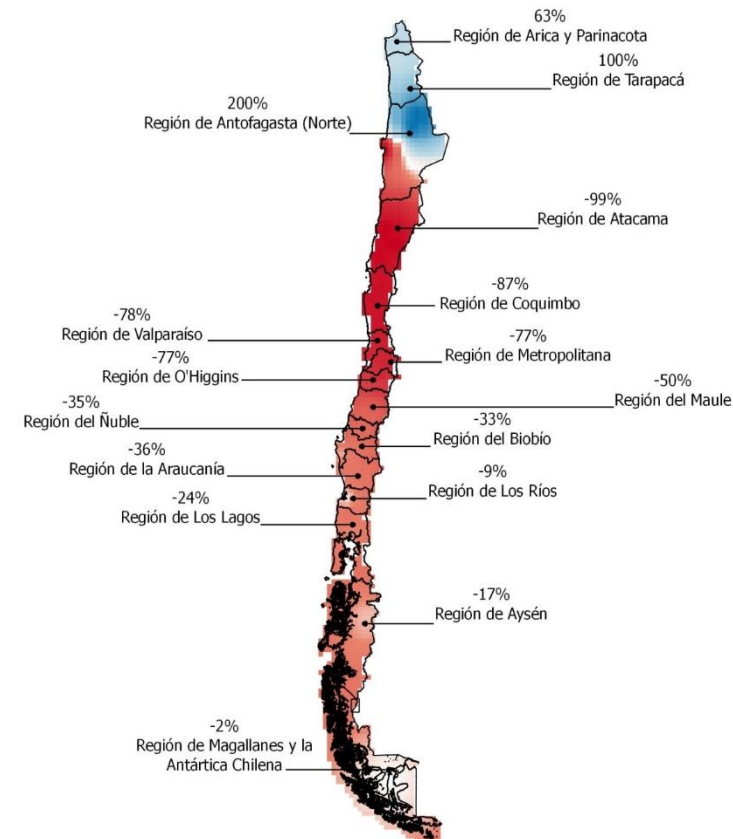 63%
Región de Arica y Parinacota
100%
Región de Tarapacá
200%
Región de Antofagasta (Norte)
-99%
Región de Atacama
-87%
Región de Coquimbo
-78%
Región de Valparaíso
-77%
Región de Metropolitana
-77%
Región de O'Higgins
-50%
Región del Maule
-35%
Región del Ñuble
-33%
Región del Biobío
-36%
Región de la Araucanía
-9%
Región de Los Ríos
-24%
Región de Los Lagos
-17%
Región de Aysén
-2%
Región de Magallanes y la
Antártica Chilena